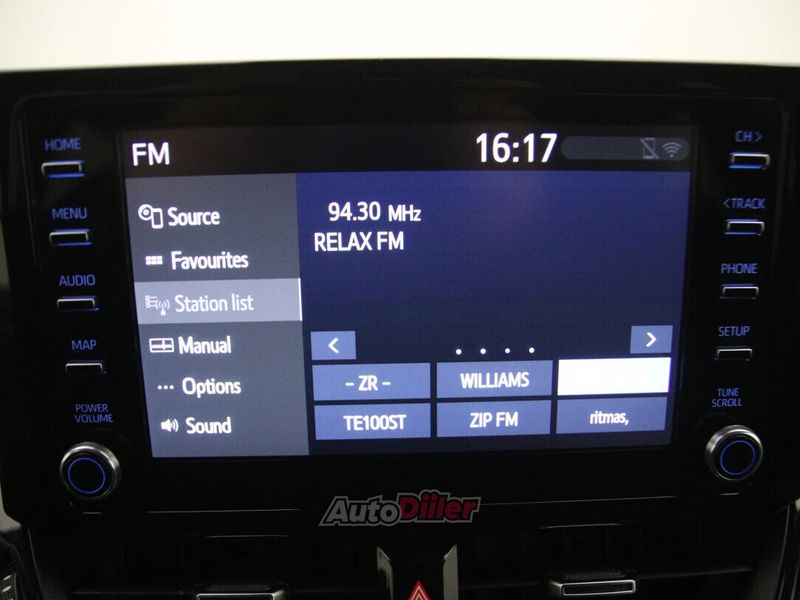 HOME
MENU
AUDIO
MAP
POWER
VOLUME
FM
16:17
Source
Favourites
Station list
Manual
Options
Sound
94.30 MHz
RELAX FM
<
>
– ZR –
WILLIAMS
TE100ST
ZIP FM
ritmas,
CH >
< TRACK
PHONE
SETUP
TUNE
SCROLL
AutoDiiler